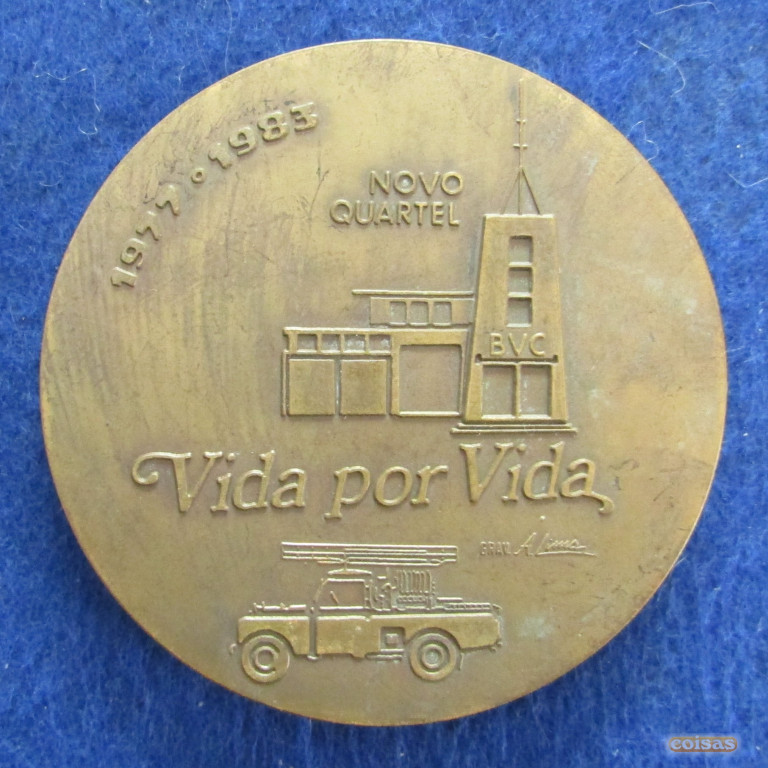 1977 • 1983
NOVO
QUARTEL
BVC
Vida por Vida
GRAV. A. Lima
coisas